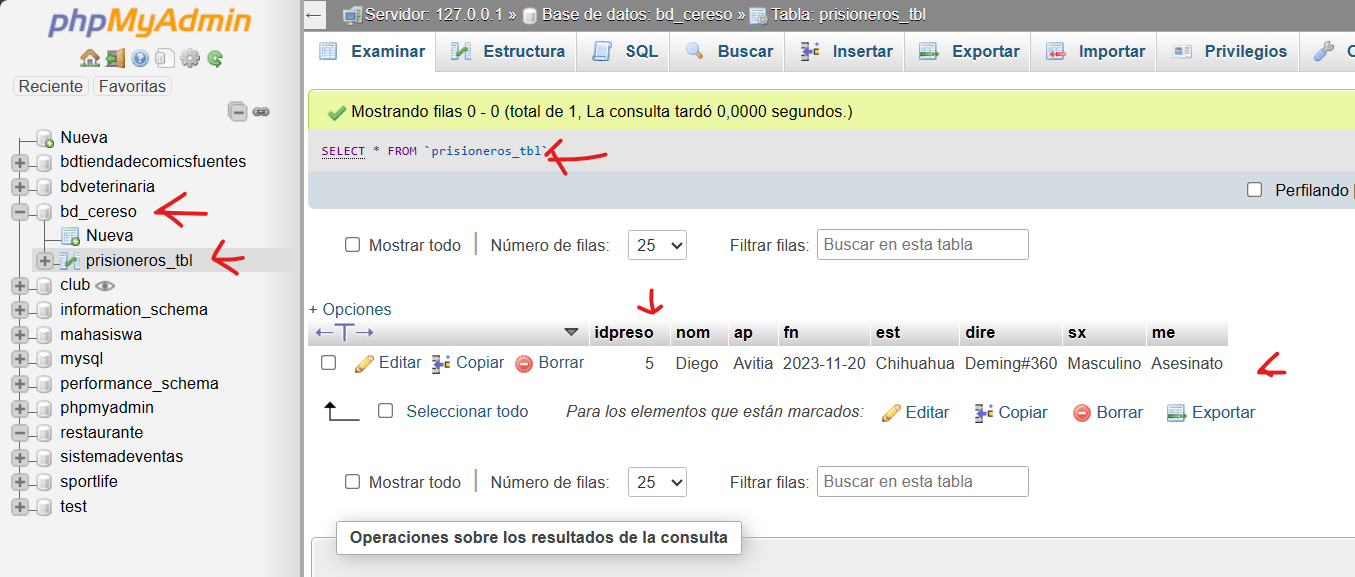 phpMyAdmin
Reciente Favoritas
Nueva
bdtiendadecomicsfuentes
bdveterinaria
bd_cereso
Nueva
prisioneros_tbl
club
information_schema
mahasiswa
mysql
performance_schema
phpmyadmin
restaurante
sistemadeventas
sportlife
test
Servidor: 127.0.0.1 » Base de datos: bd_cereso » Tabla: prisioneros_tbl
Examinar Estructura SQL Buscar Insertar Exportar Importar Privilegios
Mostrando filas 0 - 0 (total de 1, La consulta tardó 0,0000 segundos.)
SELECT * FROM `prisioneros_tbl`
Perfilando
Mostrar todo Número de filas: 25 Filtrar filas: Buscar en esta tabla
+ Opciones
←T→ idpreso nom ap fn est dire sx me
Editar Copiar Borrar 5 Diego Avitia 2023-11-20 Chihuahua Deming#360 Masculino Asesinato
Seleccionar todo Para los elementos que están marcados: Editar Copiar Borrar Exportar
Mostrar todo Número de filas: 25 Filtrar filas: Buscar en esta tabla
Operaciones sobre los resultados de la consulta